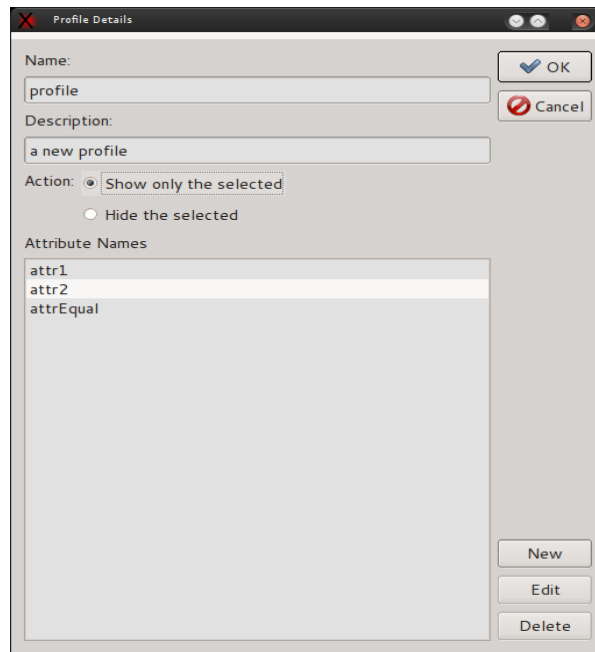 Profile Details
Name:
OK
profile
Cancel
Description:
a new profile
Action: Show only the selected
Hide the selected
Attribute Names
attr1
attr2
attrEqual
New
Edit
Delete